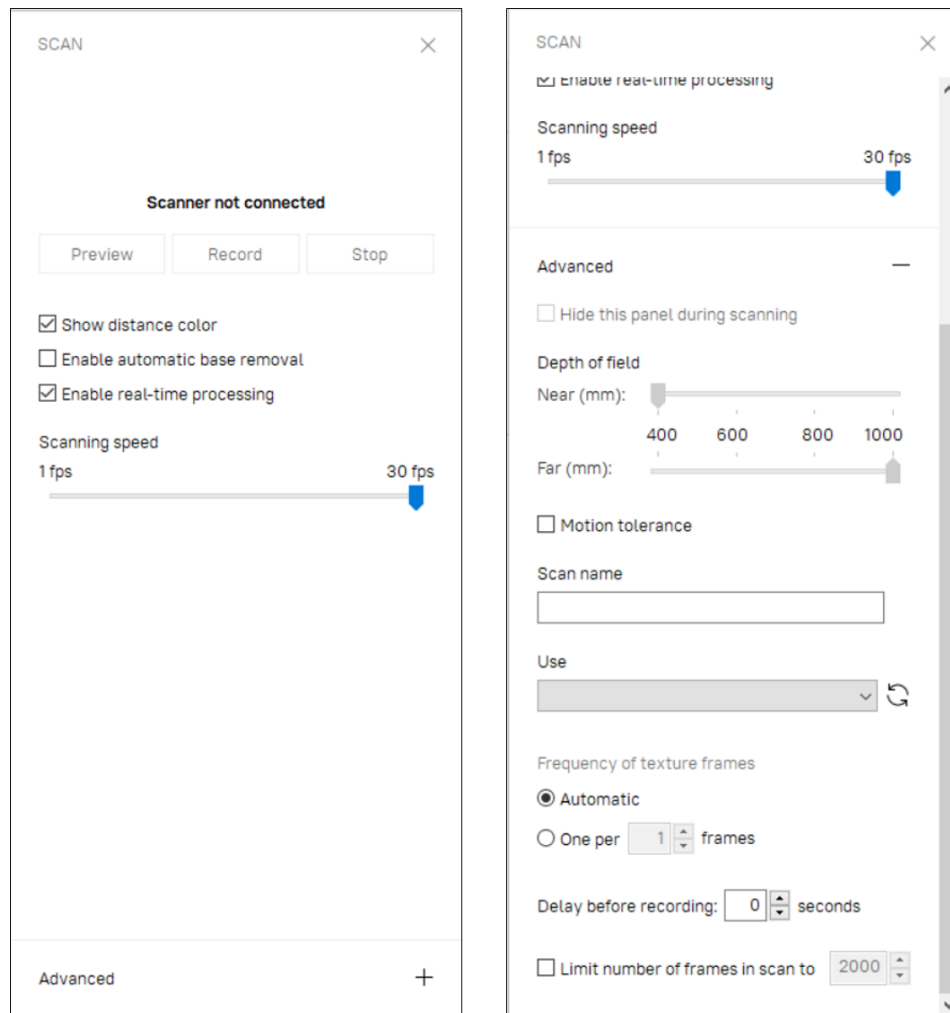 SCAN
Scanner not connected
Preview Record Stop
Show distance color
Enable automatic base removal
Enable real-time processing
Scanning speed
1 fps 30 fps
Advanced
SCAN
Enable real-time processing
Scanning speed
1 fps 30 fps
Advanced
Hide this panel during scanning
Depth of field
Near (mm):
400 600 800 1000
Far (mm):
Motion tolerance
Scan name
Use
Frequency of texture frames
Automatic
One per 1 frames
Delay before recording: 0 seconds
Limit number of frames in scan to 2000